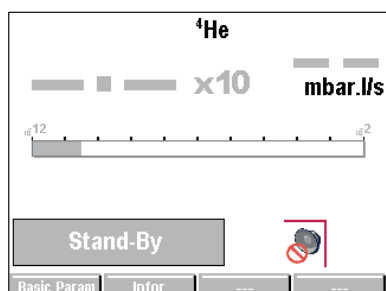 ⁴He
x10
mbar.l/s
10⁻¹² 10⁻²
Stand-By
Basic Param Infor. --- ---